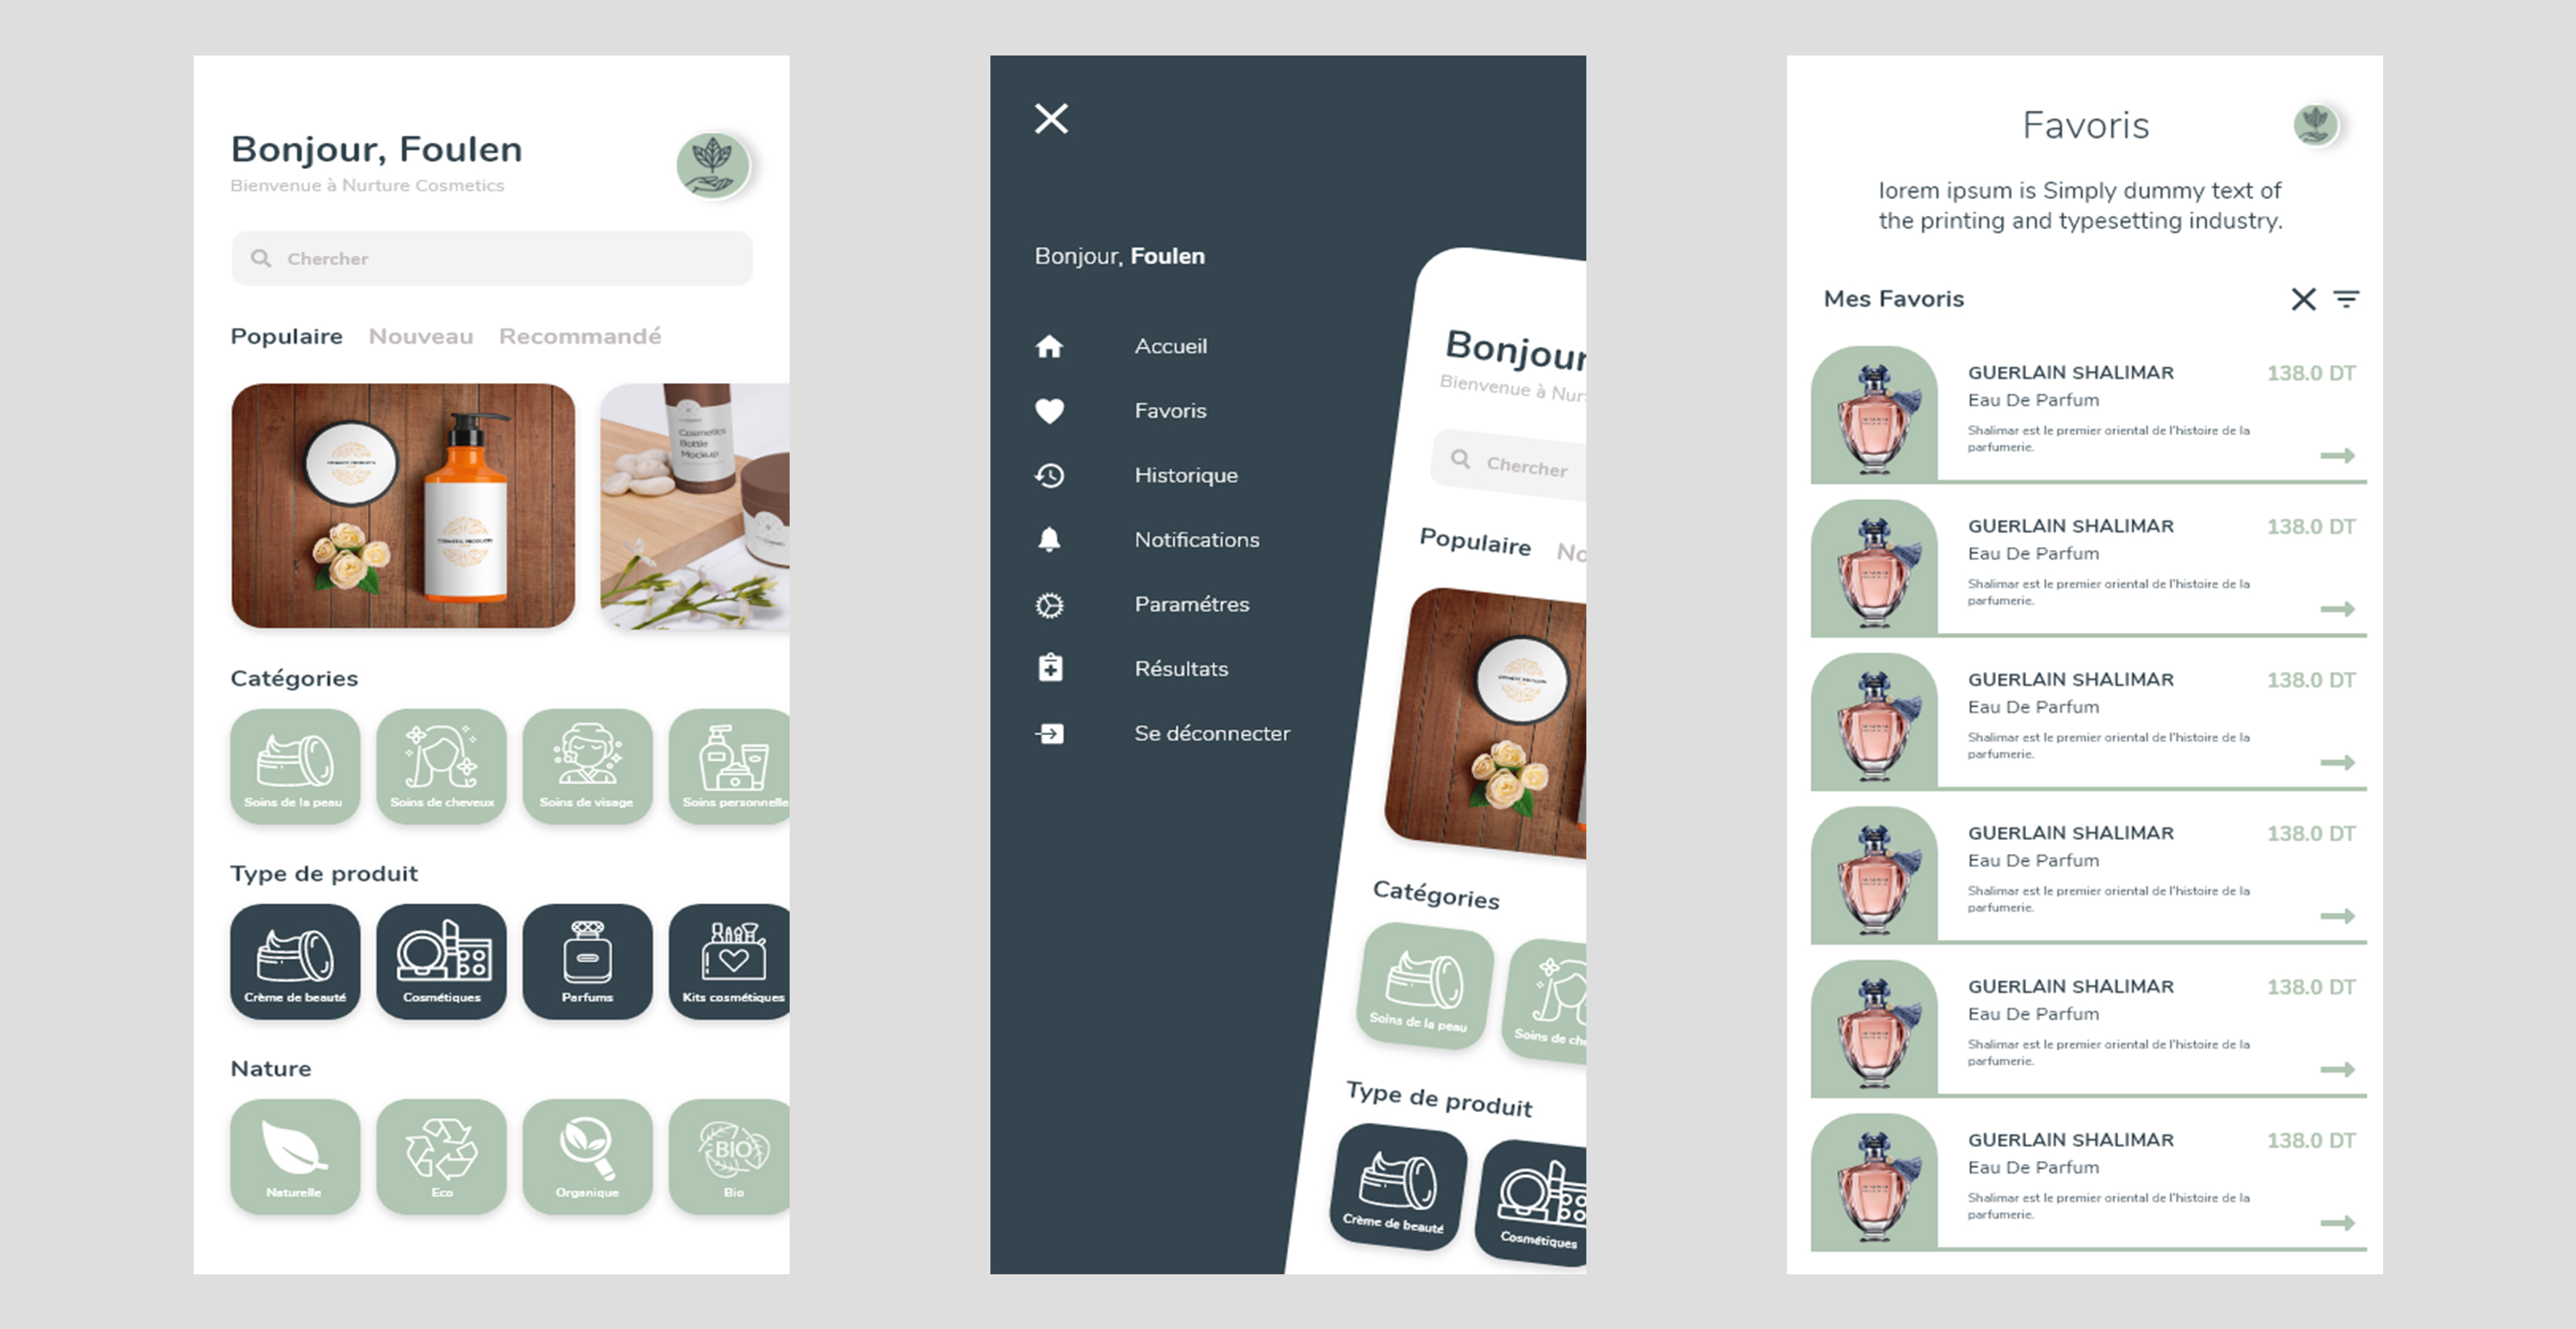 Bonjour, Foulen
Bienvenue à Nurture Cosmetics
Chercher
Populaire Nouveau Recommandé
Cosmetics
Bottle
Mockup
Catégories
Soins de la peau Soins de cheveux Soins de visage Soins personnelle
Type de produit
Crème de beauté Cosmétiques Parfums Kits cosmétiques
Nature
BIO
Naturelle Eco Organique Bio
Bonjour, Foulen
Accueil
Favoris
Historique
Notifications
Paramétres
Résultats
Se déconnecter
Bonjour
Bienvenue à Nur
Chercher
Populaire No
Catégories
Soins de la peau Soins de che
Type de produit
Crème de beauté Cosmétiques
Favoris
lorem ipsum is Simply dummy text of
the printing and typesetting industry.
Mes Favoris
GUERLAIN SHALIMAR 138.0 DT
Eau De Parfum
Shalimar est le premier oriental de l'histoire de la
parfumerie.
GUERLAIN SHALIMAR 138.0 DT
Eau De Parfum
Shalimar est le premier oriental de l'histoire de la
parfumerie.
GUERLAIN SHALIMAR 138.0 DT
Eau De Parfum
Shalimar est le premier oriental de l'histoire de la
parfumerie.
GUERLAIN SHALIMAR 138.0 DT
Eau De Parfum
Shalimar est le premier oriental de l'histoire de la
parfumerie.
GUERLAIN SHALIMAR 138.0 DT
Eau De Parfum
Shalimar est le premier oriental de l'histoire de la
parfumerie.
GUERLAIN SHALIMAR 138.0 DT
Eau De Parfum
Shalimar est le premier oriental de l'histoire de la
parfumerie.